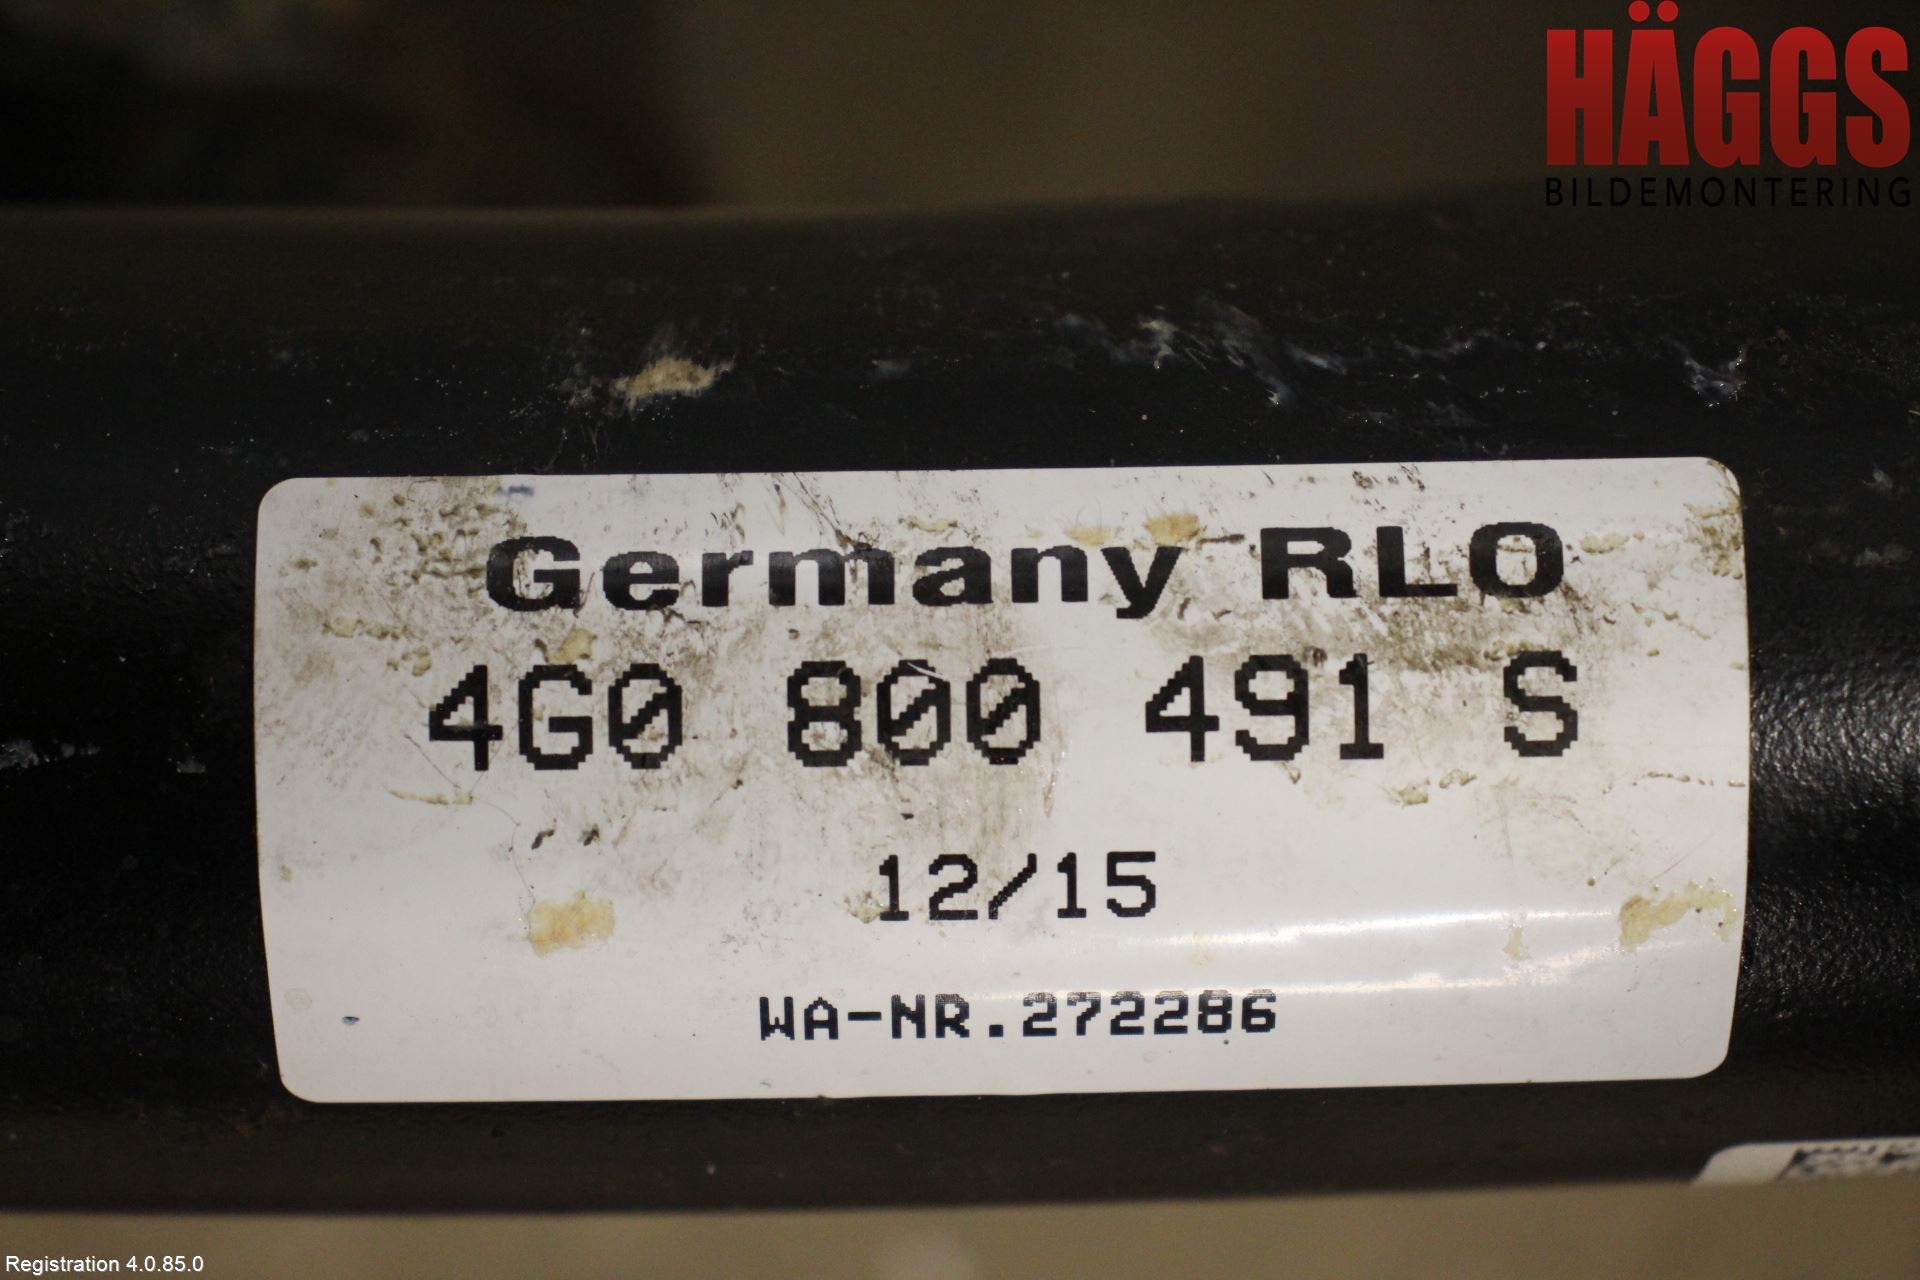 HÄGGS
BILDEMONTERING
Germany RLO
4G0 800 491 S
12/15
WA-NR.272286
Registration 4.0.85.0